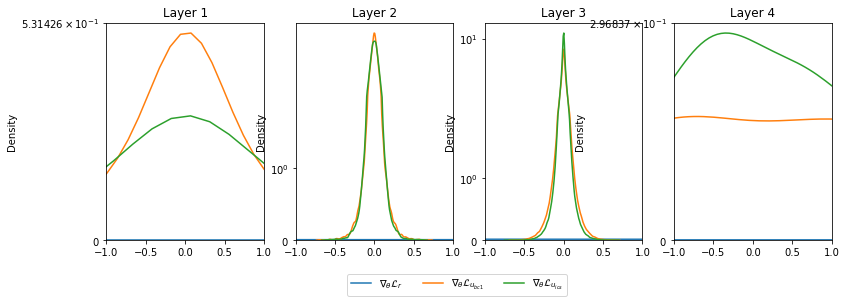 Layer 1
Layer 2
Layer 3
Layer 4
5.31426 × 10⁻¹
0
Density
−1.0 −0.5 0.0 0.5 1.0
10⁰
0
Density
−1.0 −0.5 0.0 0.5 1.0
10¹
10⁰
0
Density
−1.0 −0.5 0.0 0.5 1.0
2.96837 × 10⁻¹
0
Density
−1.0 −0.5 0.0 0.5 1.0
∇θℒr ∇θℒu_bc1 ∇θℒu_ics